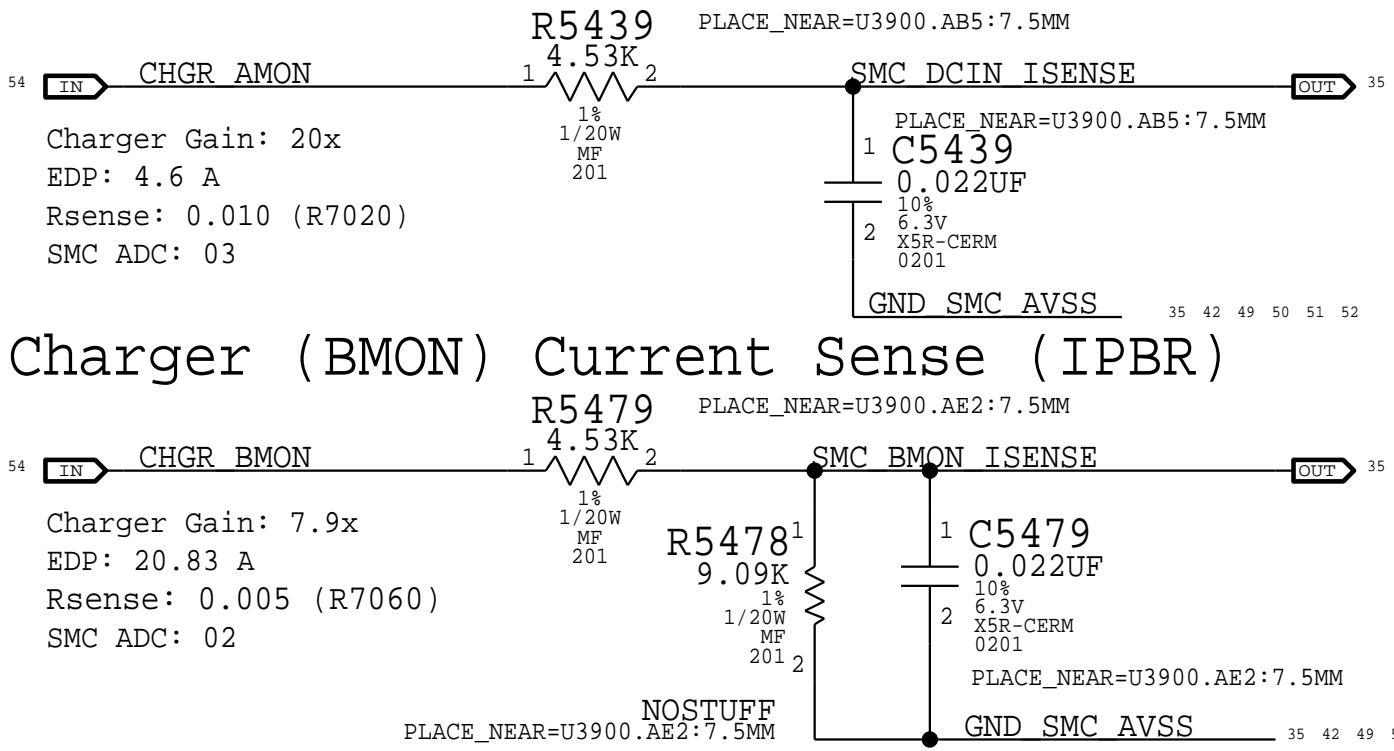 R5439
PLACE_NEAR=U3900.AB5:7.5MM
4.53K
54 IN CHGR_AMON 1 2 SMC_DCIN_ISENSE OUT 35
1%
1/20W
MF
201
PLACE_NEAR=U3900.AB5:7.5MM
Charger Gain: 20x
EDP: 4.6 A
Rsense: 0.010 (R7020)
SMC ADC: 03
1 C5439
0.022UF
10%
6.3V
2 X5R-CERM
0201
GND_SMC_AVSS 35 42 49 50 51 52
Charger (BMON) Current Sense (IPBR)
R5479
PLACE_NEAR=U3900.AE2:7.5MM
4.53K
54 IN CHGR_BMON 1 2 SMC_BMON_ISENSE OUT 35
1%
1/20W
MF
201
Charger Gain: 7.9x
EDP: 20.83 A
Rsense: 0.005 (R7060)
SMC ADC: 02
R5478 1
9.09K
1%
1/20W
MF
201 2
NOSTUFF
PLACE_NEAR=U3900.AE2:7.5MM
1 C5479
0.022UF
10%
6.3V
2 X5R-CERM
0201
PLACE_NEAR=U3900.AE2:7.5MM
GND_SMC_AVSS 35 42 49